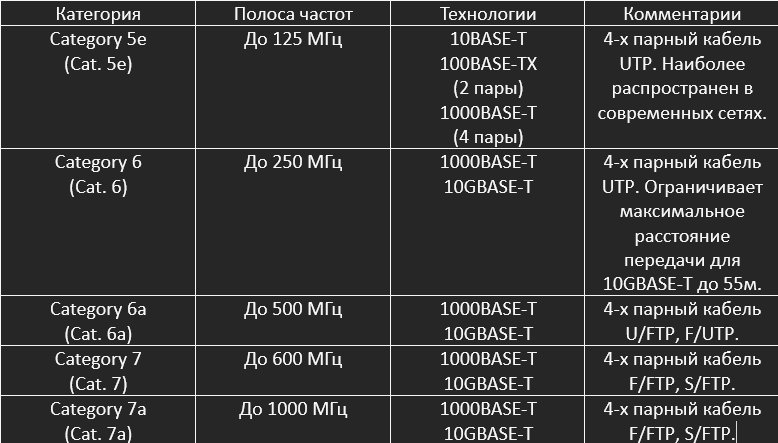 Категория Полоса частот Технологии Комментарии
Category 5e До 125 МГц 10BASE-T 4-х парный кабель
(Cat. 5e) 100BASE-TX UTP. Наиболее
(2 пары) распространен в
1000BASE-T современных сетях.
(4 пары)
Category 6 До 250 МГц 1000BASE-T 4-х парный кабель
(Cat. 6) 10GBASE-T UTP. Ограничивает
максимальное
расстояние
передачи для
10GBASE-T до 55м.
Category 6a До 500 МГц 1000BASE-T 4-х парный кабель
(Cat. 6a) 10GBASE-T U/FTP, F/UTP.
Category 7 До 600 МГц 1000BASE-T 4-х парный кабель
(Cat. 7) 10GBASE-T F/FTP, S/FTP.
Category 7a До 1000 МГц 1000BASE-T 4-х парный кабель
(Cat. 7a) 10GBASE-T F/FTP, S/FTP.